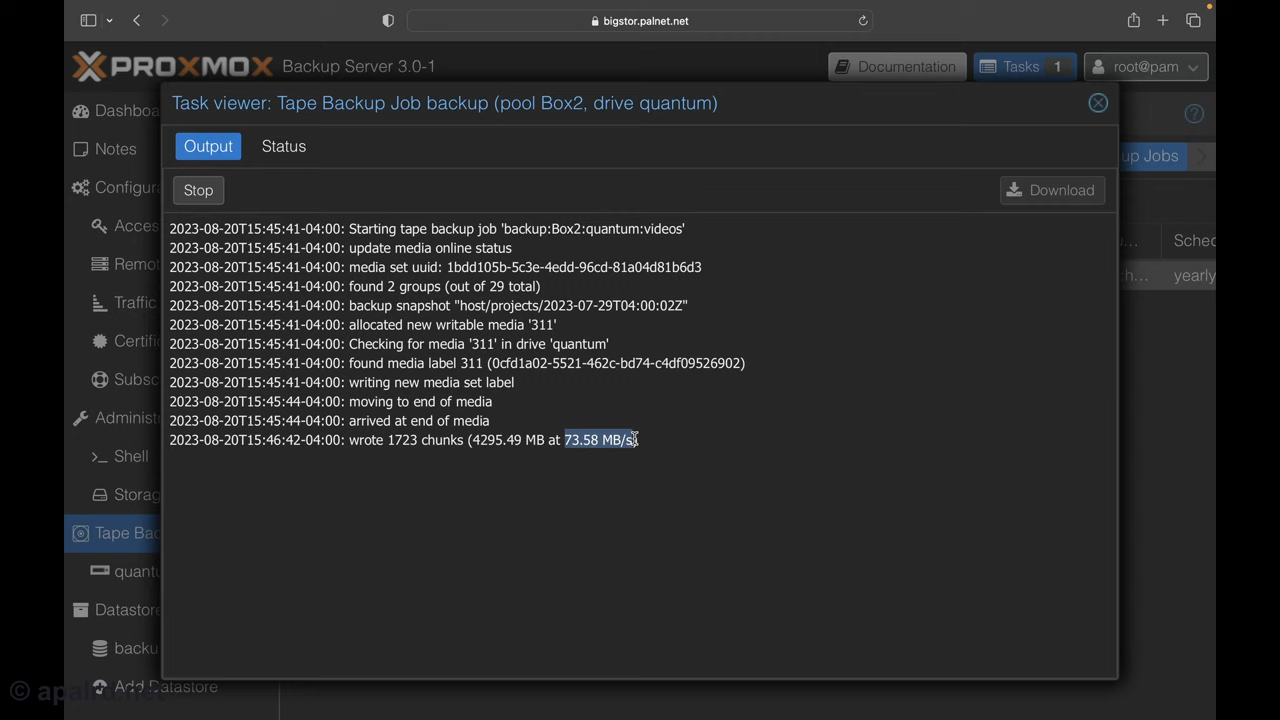 bigstor.palnet.net
PROXMOX Backup Server 3.0-1
Documentation
Tasks 1
root@pam
Task viewer: Tape Backup Job backup (pool Box2, drive quantum)
Output
Status
Stop
Download
2023-08-20T15:45:41-04:00: Starting tape backup job 'backup:Box2:quantum:videos'
2023-08-20T15:45:41-04:00: update media online status
2023-08-20T15:45:41-04:00: media set uuid: 1bdd105b-5c3e-4edd-96cd-81a04d81b6d3
2023-08-20T15:45:41-04:00: found 2 groups (out of 29 total)
2023-08-20T15:45:41-04:00: backup snapshot "host/projects/2023-07-29T04:00:02Z"
2023-08-20T15:45:41-04:00: allocated new writable media '311'
2023-08-20T15:45:41-04:00: Checking for media '311' in drive 'quantum'
2023-08-20T15:45:41-04:00: found media label 311 (0cfd1a02-5521-462c-bd74-c4df09526902)
2023-08-20T15:45:41-04:00: writing new media set label
2023-08-20T15:45:44-04:00: moving to end of media
2023-08-20T15:45:44-04:00: arrived at end of media
2023-08-20T15:46:42-04:00: wrote 1723 chunks (4295.49 MB at 73.58 MB/s)
Dashboa
Notes
Configura
Acces
Remo
Traffic
Certifi
Subsc
Administ
Shell
Storag
Tape Bac
quantu
Datastore
backu
Add Datastore
up Jobs
u...
Sched
h...
yearly